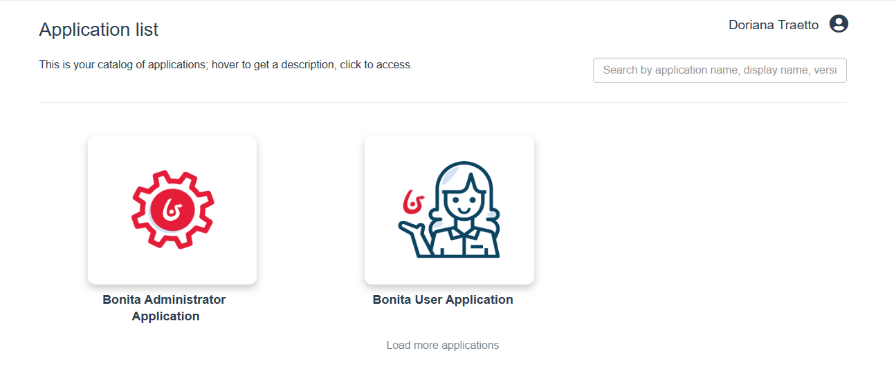 Application list
Doriana Traetto
This is your catalog of applications; hover to get a description, click to access.
Search by application name, display name, versi
Bonita Administrator
Application
Bonita User Application
Load more applications